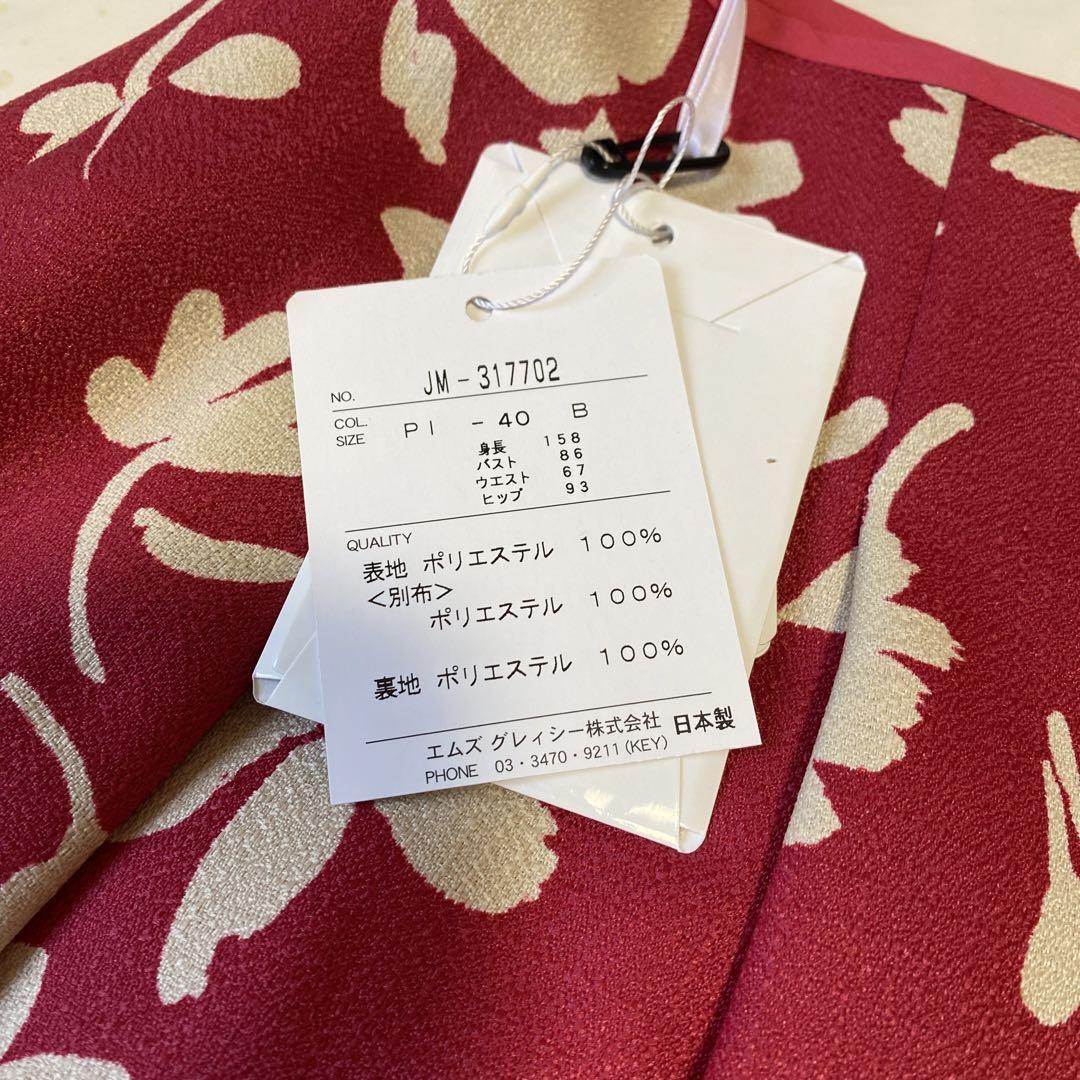 NO. JM-317702
COL.
SIZE PI -40 B
身長 158
バスト 86
ウエスト 67
ヒップ 93
QUALITY
表地 ポリエステル 100%
<別布>
ポリエステル 100%
裏地 ポリエステル 100%
エムズ グレィシー株式会社 日本製
PHONE 03・3470・9211(KEY)